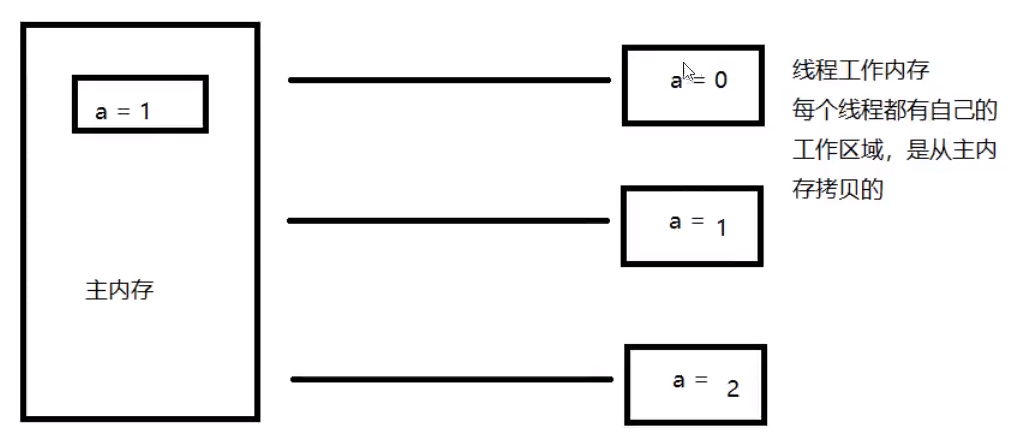 a = 1
主内存
a = 0
a = 1
a = 2
线程工作内存
每个线程都有自己的
工作区域，是从主内
存拷贝的